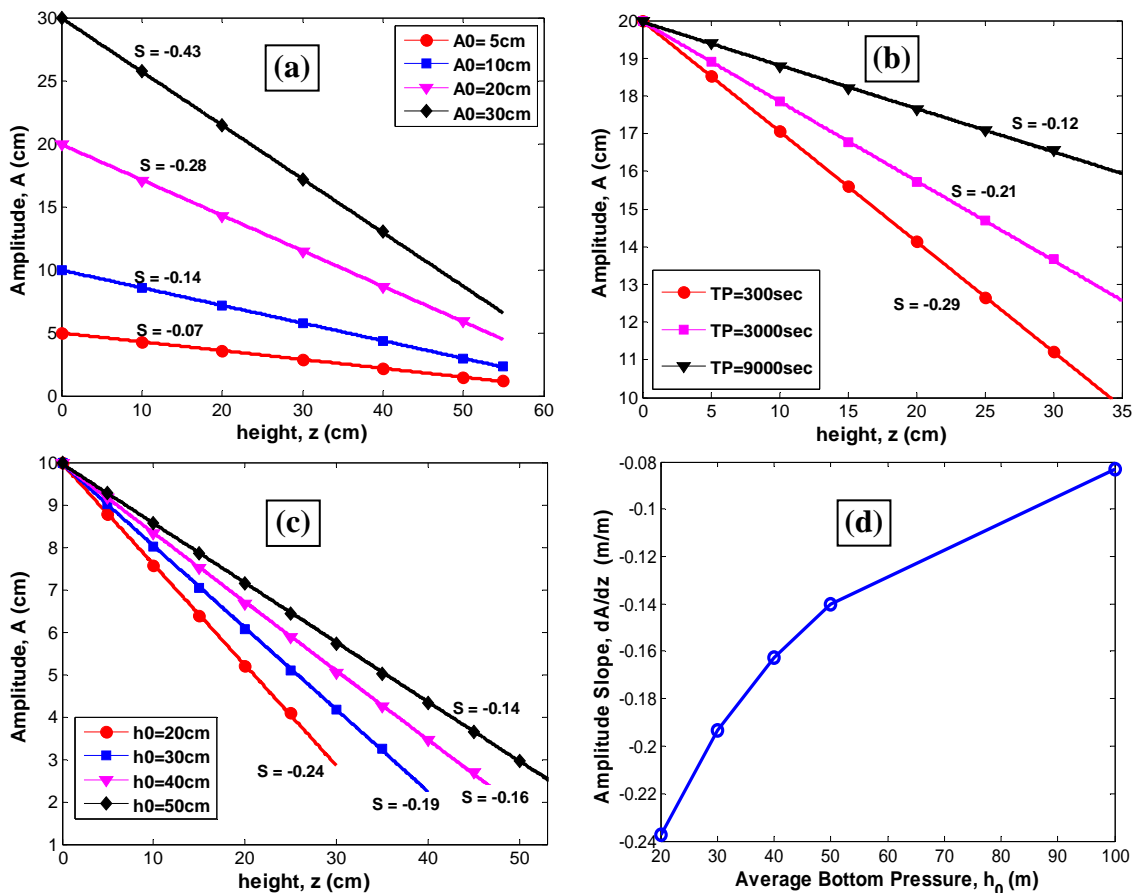 (a)
A0= 5cm
A0=10cm
A0=20cm
A0=30cm
S = -0.43
S = -0.28
S = -0.14
S = -0.07
Amplitude, A (cm)
30
25
20
15
10
5
0
0 10 20 30 40 50 60
height, z (cm)
(b)
S = -0.12
S = -0.21
S = -0.29
TP=300sec
TP=3000sec
TP=9000sec
Amplitude, A (cm)
20
19
18
17
16
15
14
13
12
11
10
0 5 10 15 20 25 30 35
height, z (cm)
(c)
S = -0.14
S = -0.24
S = -0.19
S = -0.16
h0=20cm
h0=30cm
h0=40cm
h0=50cm
Amplitude, A (cm)
10
9
8
7
6
5
4
3
2
1
0 10 20 30 40 50
height, z (cm)
(d)
Amplitude Slope, dA/dz (m/m)
-0.08
-0.1
-0.12
-0.14
-0.16
-0.18
-0.2
-0.22
-0.24
20 30 40 50 60 70 80 90 100
Average Bottom Pressure, h₀ (m)